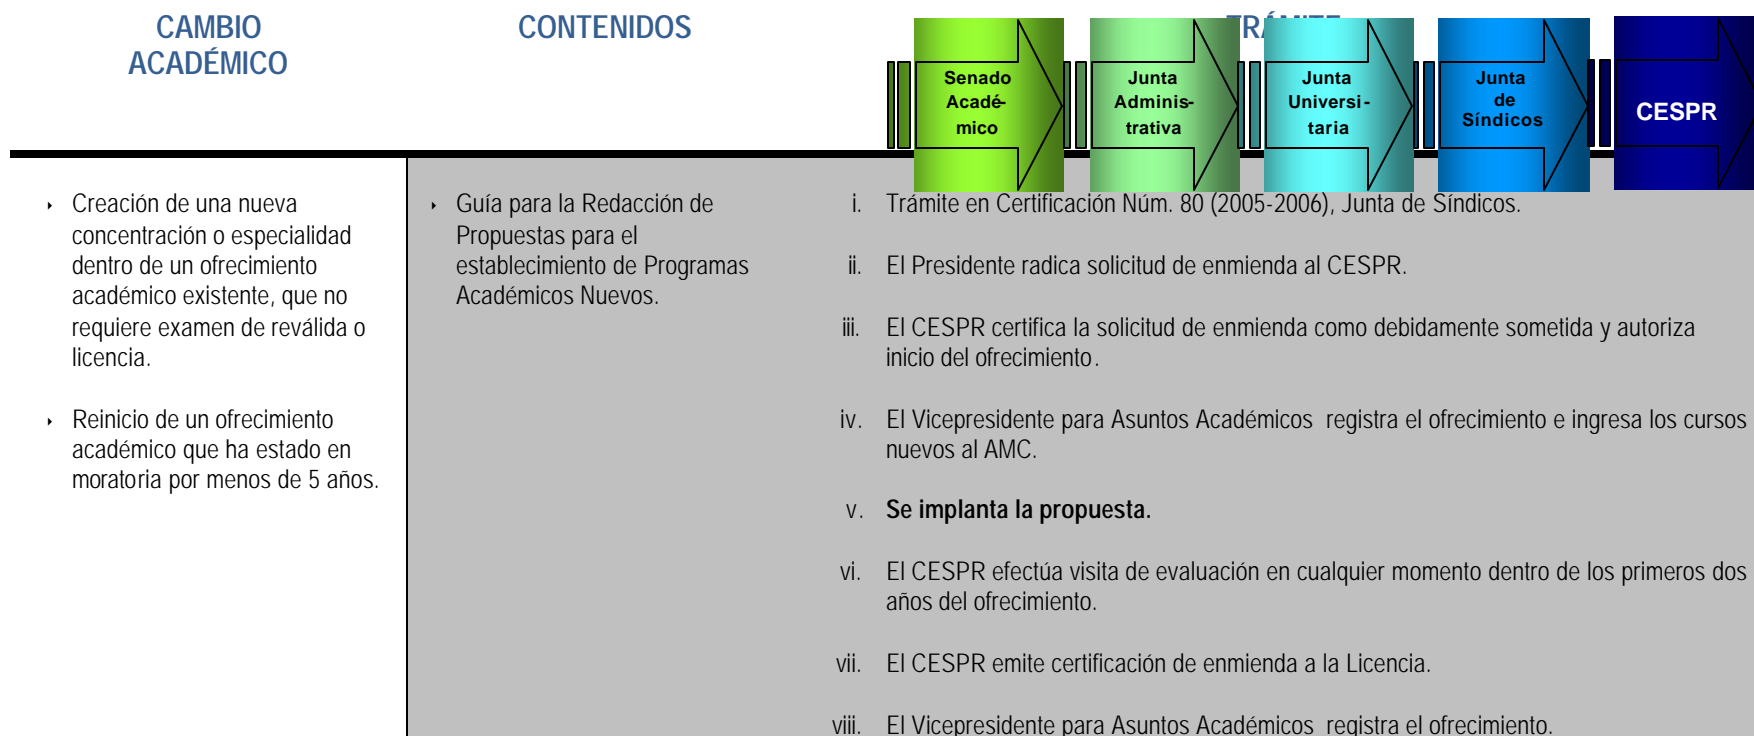 CAMBIO
ACADÉMICO
CONTENIDOS
TRÁMITE
Senado
Acadé-
mico
Junta
Adminis-
trativa
Junta
Universi-
taria
Junta
de
Síndicos
CESPR
‣ Creación de una nueva
concentración o especialidad
dentro de un ofrecimiento
académico existente, que no
requiere examen de reválida o
licencia.
‣ Reinicio de un ofrecimiento
académico que ha estado en
moratoria por menos de 5 años.
‣ Guía para la Redacción de
Propuestas para el
establecimiento de Programas
Académicos Nuevos.
i. Trámite en Certificación Núm. 80 (2005-2006), Junta de Síndicos.
ii. El Presidente radica solicitud de enmienda al CESPR.
iii. El CESPR certifica la solicitud de enmienda como debidamente sometida y autoriza
inicio del ofrecimiento.
iv. El Vicepresidente para Asuntos Académicos registra el ofrecimiento e ingresa los cursos
nuevos al AMC.
v. Se implanta la propuesta.
vi. El CESPR efectúa visita de evaluación en cualquier momento dentro de los primeros dos
años del ofrecimiento.
vii. El CESPR emite certificación de enmienda a la Licencia.
viii. El Vicepresidente para Asuntos Académicos registra el ofrecimiento.